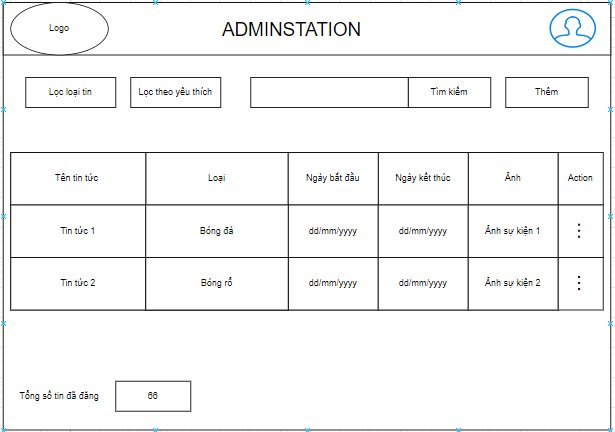 Logo
ADMINSTATION
Lọc loại tin
Lọc theo yêu thích
Tìm kiếm
Thêm
Tên tin tức
Loại
Ngày bắt đầu
Ngày kết thúc
Ảnh
Action
Tin tức 1
Bóng đá
dd/mm/yyyy
dd/mm/yyyy
Ảnh sự kiện 1
Tin tức 2
Bóng rổ
dd/mm/yyyy
dd/mm/yyyy
Ảnh sự kiện 2
Tổng số tin đã đăng
66